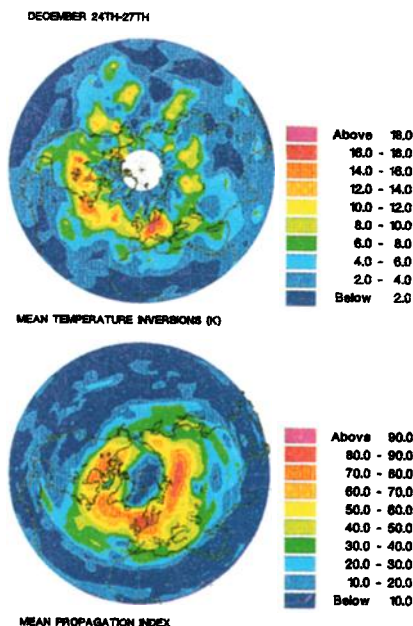 DECEMBER 24TH-27TH
Above 18.0
16.0 - 18.0
14.0 - 16.0
12.0 - 14.0
10.0 - 12.0
8.0 - 10.0
6.0 - 8.0
4.0 - 6.0
2.0 - 4.0
Below 2.0
MEAN TEMPERATURE INVERSIONS (K)
Above 90.0
80.0 - 90.0
70.0 - 80.0
60.0 - 70.0
50.0 - 60.0
40.0 - 50.0
30.0 - 40.0
20.0 - 30.0
10.0 - 20.0
Below 10.0
MEAN PROPAGATION INDEX